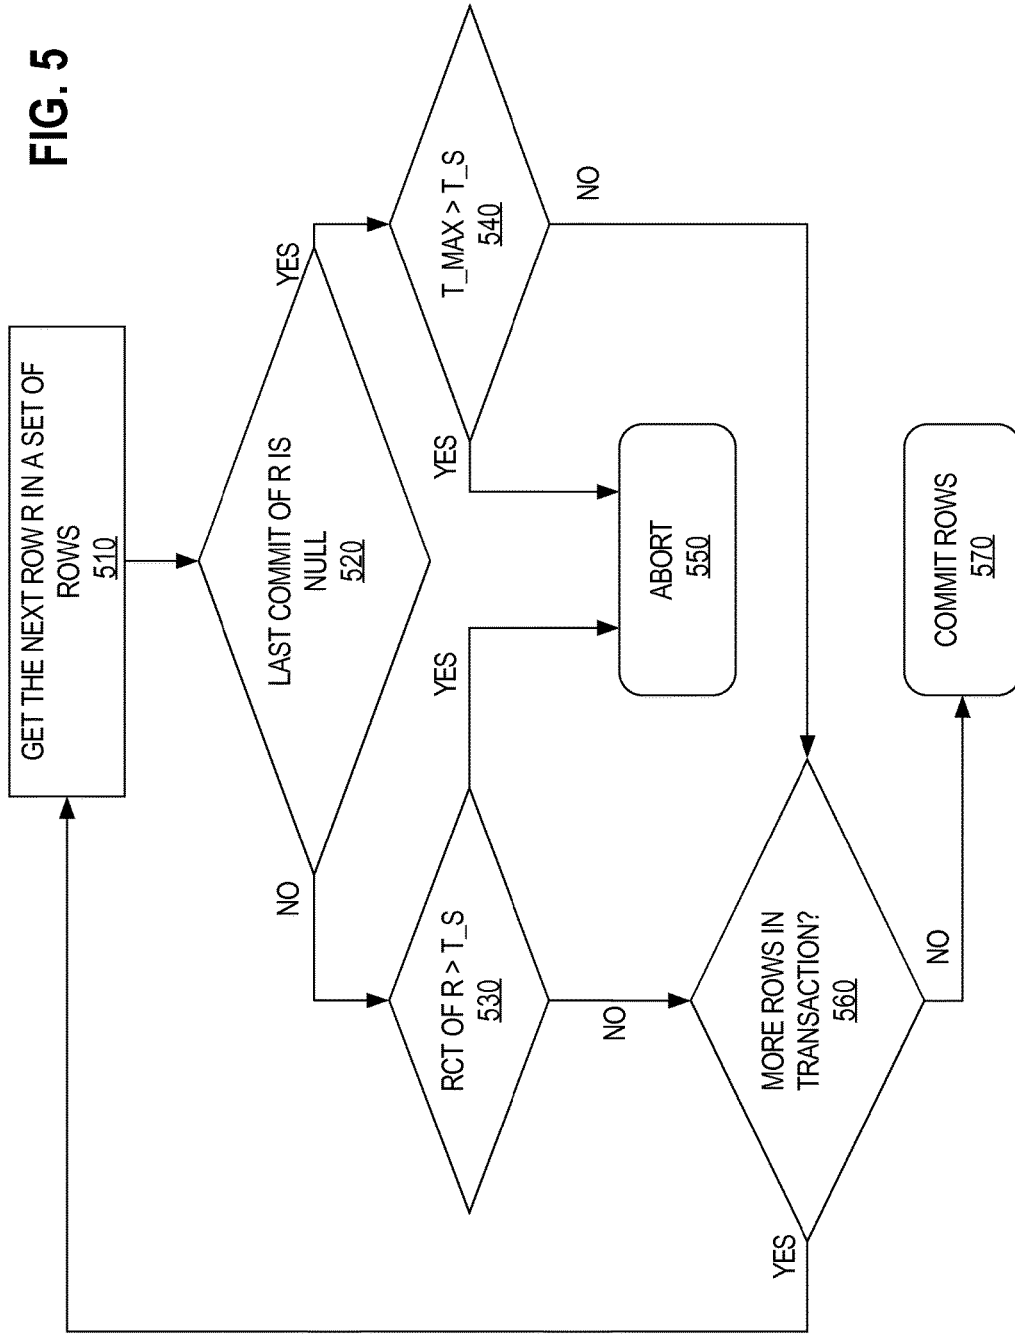 FIG. 5
GET THE NEXT ROW R IN A SET OF
ROWS
510
LAST COMMIT OF R IS
NULL
520
NO
YES
RCT OF R > T_S
530
T_MAX > T_S
540
YES
YES
NO
NO
ABORT
550
MORE ROWS IN
TRANSACTION?
560
YES
NO
COMMIT ROWS
570